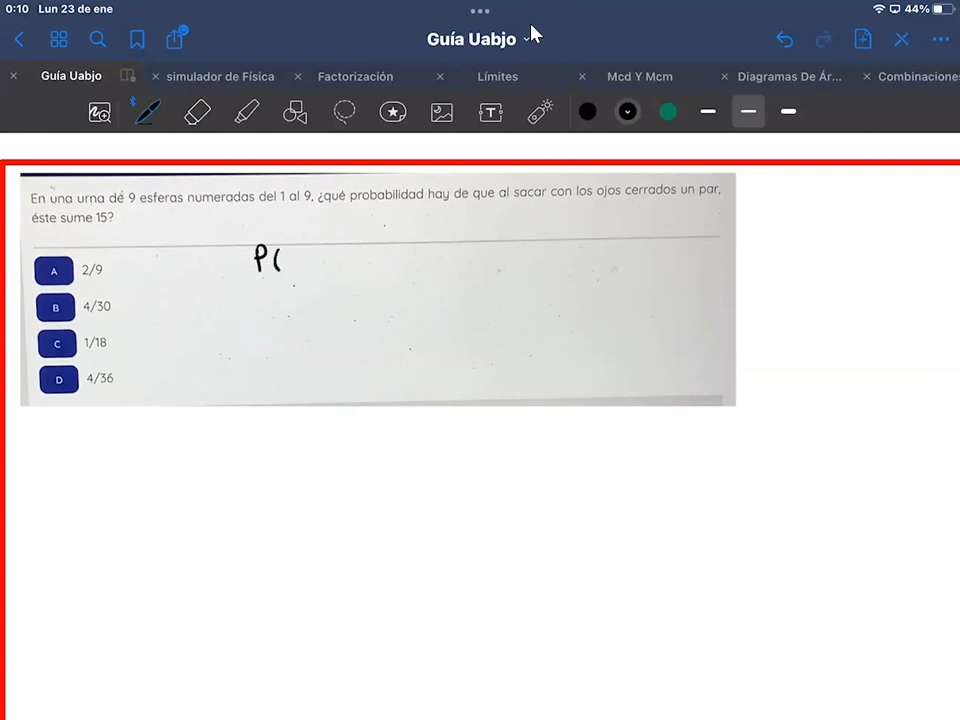 0:10 Lun 23 de ene 44%
Guía Uabjo
Guía Uabjo simulador de Física Factorización Límites Mcd Y Mcm Diagramas De Ár... Combinaciones
En una urna de 9 esferas numeradas del 1 al 9, ¿qué probabilidad hay de que al sacar con los ojos cerrados un par,
éste sume 15?
P(
A 2/9
B 4/30
C 1/18
D 4/36